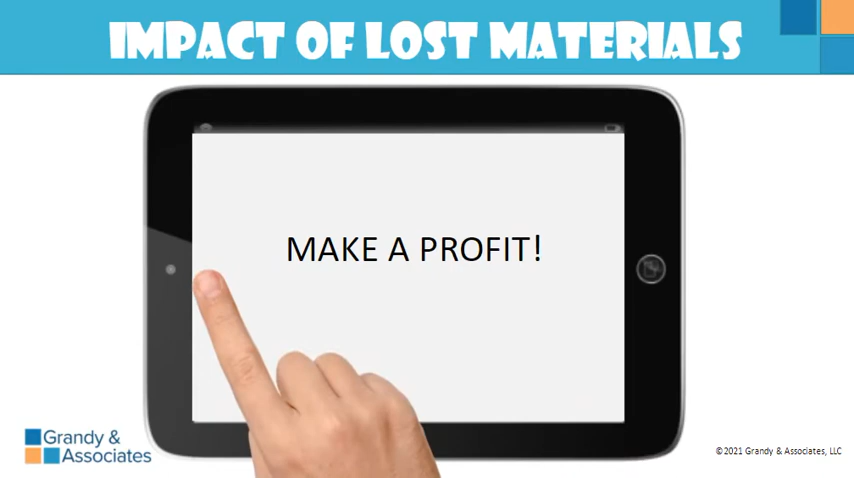 IMPACT OF LOST MATERIALS
MAKE A PROFIT!
Grandy &
Associates
©2021 Grandy & Associates, LLC